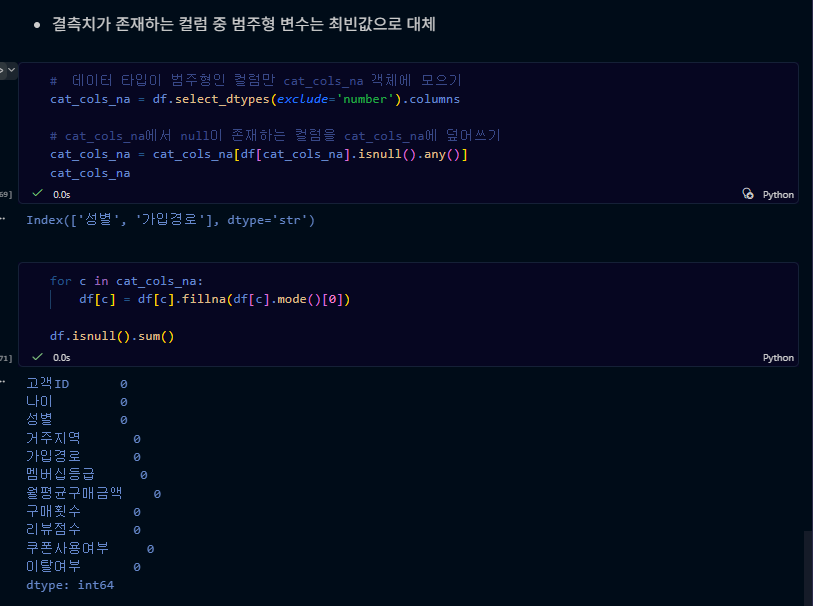 • 결측치가 존재하는 컬럼 중 범주형 변수는 최빈값으로 대체
#  데이터 타입이 범주형인 컬럼만 cat_cols_na 객체에 모으기
cat_cols_na = df.select_dtypes(exclude='number').columns
# cat_cols_na에서 null이 존재하는 컬럼을 cat_cols_na에 덮어쓰기
cat_cols_na = cat_cols_na[df[cat_cols_na].isnull().any()]
cat_cols_na
69]
0.0s
Python
Index(['성별', '가입경로'], dtype='str')
for c in cat_cols_na:
    df[c] = df[c].fillna(df[c].mode()[0])
df.isnull().sum()
71]
0.0s
Python
고객ID 0
나이 0
성별 0
거주지역 0
가입경로 0
멤버십등급 0
월평균구매금액 0
구매횟수 0
리뷰점수 0
쿠폰사용여부 0
이탈여부 0
dtype: int64